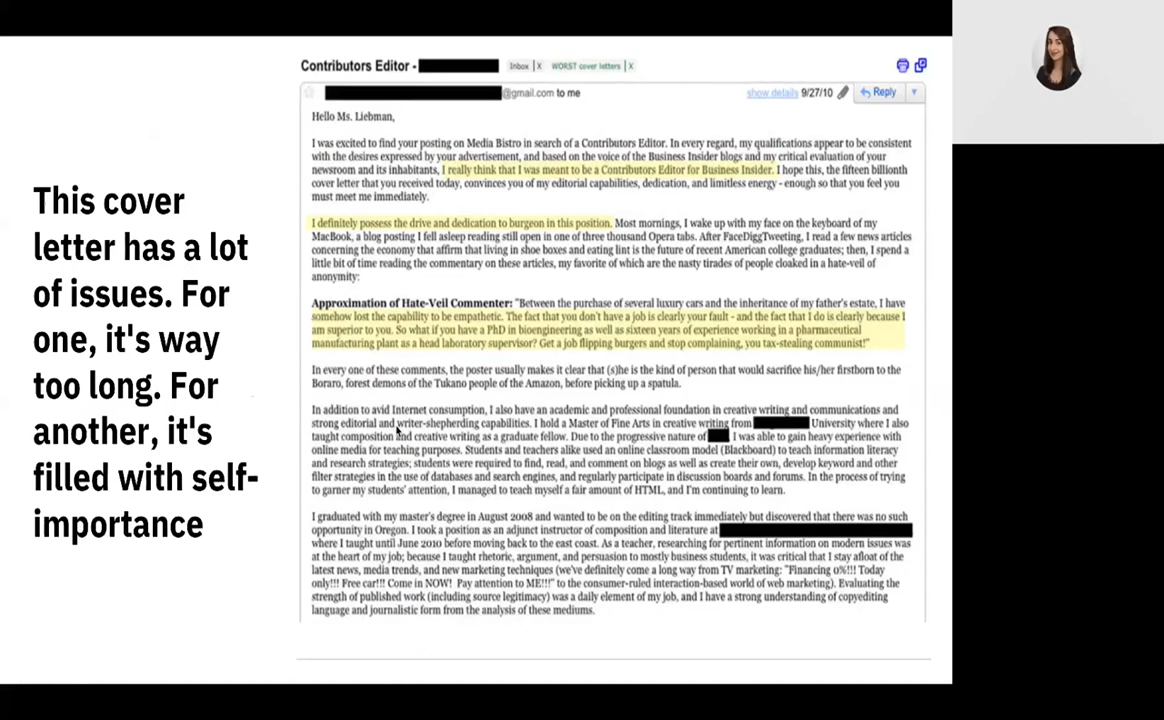 This cover
letter has a lot
of issues. For
one, it's way
too long. For
another, it's
filled with self-
importance
Contributors Editor -
Inbox | X WORST cover letters | X
@gmail.com to me
show details 9/27/10 Reply
Hello Ms. Liebman,
I was excited to find your posting on Media Bistro in search of a Contributors Editor. In every regard, my qualifications appear to be consistent
with the desires expressed by your advertisement, and based on the voice of the Business Insider blogs and my critical evaluation of your
newsroom and its inhabitants, I really think that I was meant to be a Contributors Editor for Business Insider. I hope this, the fifteen billionth
cover letter that you received today, convinces you of my editorial capabilities, dedication, and limitless energy - enough so that you feel you
must meet me immediately.
I definitely possess the drive and dedication to burgeon in this position. Most mornings, I wake up with my face on the keyboard of my
MacBook, a blog posting I fell asleep reading still open in one of three thousand Opera tabs. After FaceDiggTweeting, I read a few news articles
concerning the economy that affirm that living in shoe boxes and eating lint is the future of recent American college graduates; then, I spend a
little bit of time reading the commentary on these articles, my favorite of which are the nasty tirades of people cloaked in a hate-veil of
anonymity:
Approximation of Hate-Veil Commenter: "Between the purchase of several luxury cars and the inheritance of my father's estate, I have
somehow lost the capability to be empathetic. The fact that you don't have a job is clearly your fault - and the fact that I do is clearly because I
am superior to you. So what if you have a PhD in bioengineering as well as sixteen years of experience working in a pharmaceutical
manufacturing plant as a head laboratory supervisor? Get a job flipping burgers and stop complaining, you tax-stealing communist!"
In every one of these comments, the poster usually makes it clear that (s)he is the kind of person that would sacrifice his/her firstborn to the
Boraro, forest demons of the Tukano people of the Amazon, before picking up a spatula.
In addition to avid Internet consumption, I also have an academic and professional foundation in creative writing and communications and
strong editorial and writer-shepherding capabilities. I hold a Master of Fine Arts in creative writing from University where I also
taught composition and creative writing as a graduate fellow. Due to the progressive nature of I was able to gain heavy experience with
online media for teaching purposes. Students and teachers alike used an online classroom model (Blackboard) to teach information literacy
and research strategies; students were required to find, read, and comment on blogs as well as create their own, develop keyword and other
filter strategies in the use of databases and search engines, and regularly participate in discussion boards and forums. In the process of trying
to garner my students' attention, I managed to teach myself a fair amount of HTML, and I'm continuing to learn.
I graduated with my master's degree in August 2008 and wanted to be on the editing track immediately but discovered that there was no such
opportunity in Oregon. I took a position as an adjunct instructor of composition and literature at
where I taught until June 2010 before moving back to the east coast. As a teacher, researching for pertinent information on modern issues was
at the heart of my job; because I taught rhetoric, argument, and persuasion to mostly business students, it was critical that I stay afloat of the
latest news, media trends, and new marketing techniques (we've definitely come a long way from TV marketing: "Financing 0%!!! Today
only!!! Free car!!! Come in NOW! Pay attention to ME!!!" to the consumer-ruled interaction-based world of web marketing). Evaluating the
strength of published work (including source legitimacy) was a daily element of my job, and I have a strong understanding of copyediting
language and journalistic form from the analysis of these mediums.